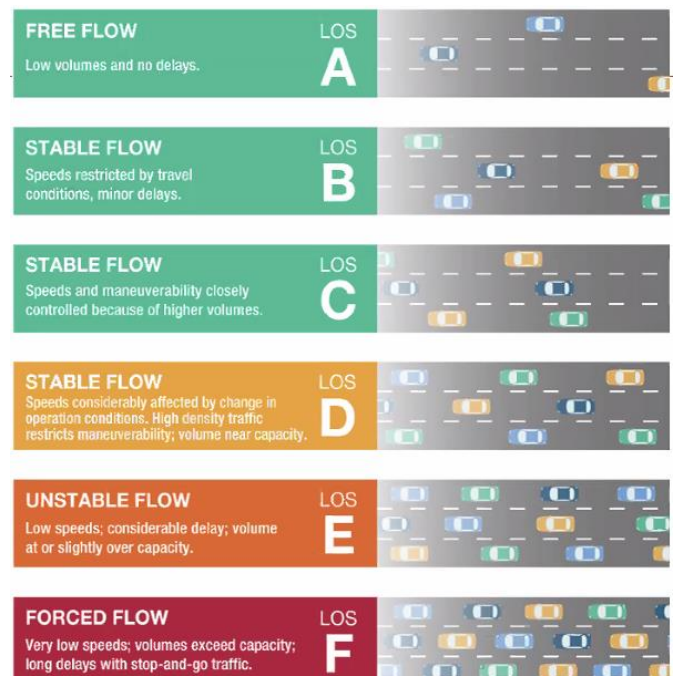 FREE FLOW
LOS
A
Low volumes and no delays.
STABLE FLOW
LOS
B
Speeds restricted by travel
conditions, minor delays.
STABLE FLOW
LOS
C
Speeds and maneuverability closely
controlled because of higher volumes.
STABLE FLOW
LOS
D
Speeds considerably affected by change in
operation conditions. High density traffic
restricts maneuverability; volume near capacity.
UNSTABLE FLOW
LOS
E
Low speeds; considerable delay; volume
at or slightly over capacity.
FORCED FLOW
LOS
F
Very low speeds; volumes exceed capacity;
long delays with stop-and-go traffic.